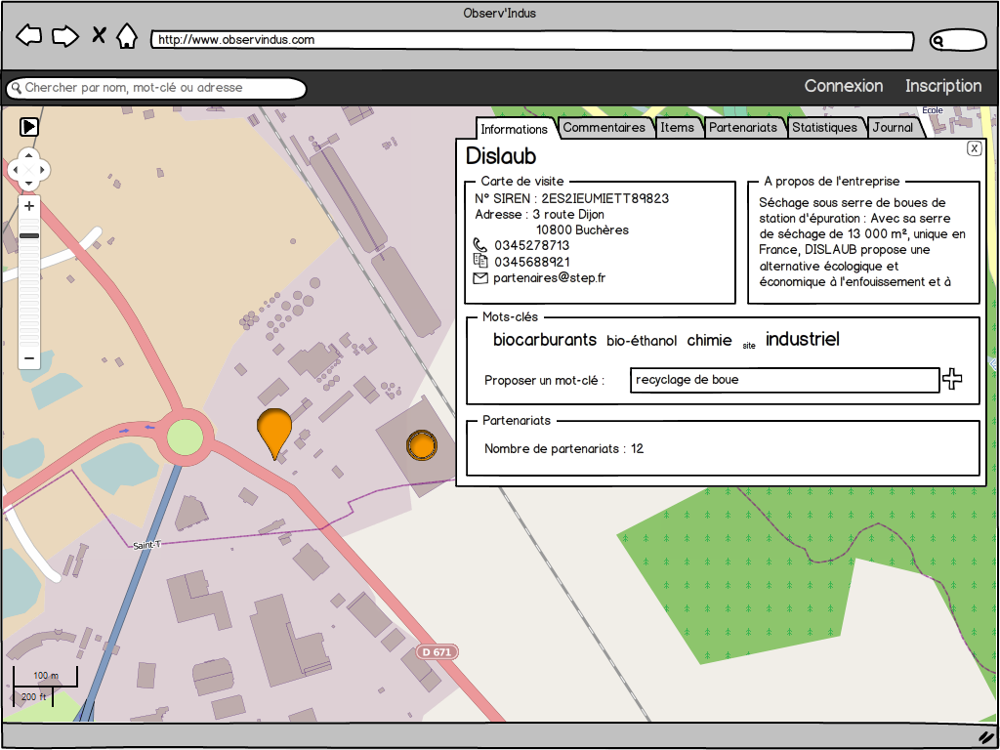 Observ'Indus
http://www.observindus.com
Chercher par nom, mot-clé ou adresse
Connexion
Inscription
École
Informations
Commentaires
Items
Partenariats
Statistiques
Journal
X
Dislaub
Carte de visite
N° SIREN : 2ES2IEUMIETT89823
Adresse : 3 route Dijon
10800 Buchères
0345278713
0345688921
partenaires@step.fr
A propos de l'entreprise
Séchage sous serre de boues de
station d'épuration : Avec sa serre
de séchage de 13 000 m², unique en
France, DISLAUB propose une
alternative écologique et
économique à l'enfouissement et à
Mots-clés
biocarburants bio-éthanol chimie site industriel
Proposer un mot-clé :
recyclage de boue
Partenariats
Nombre de partenariats : 12
Saint-T
D 671
100 m
200 ft